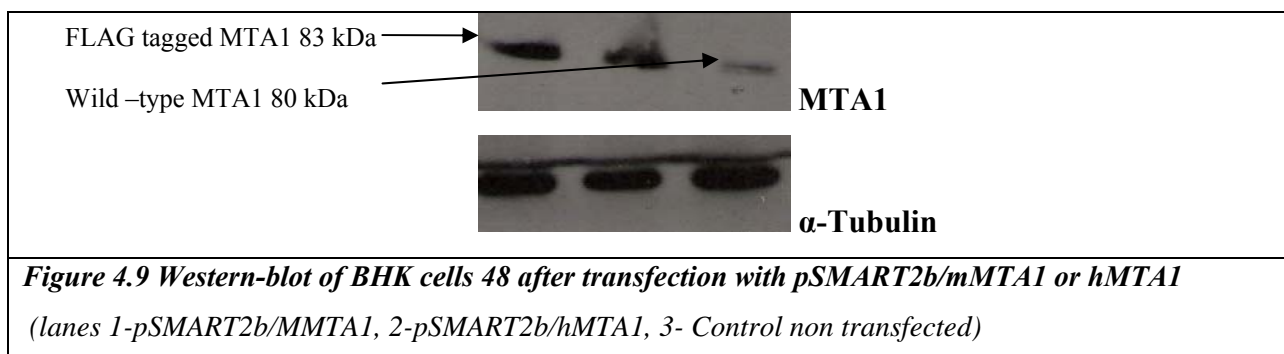 FLAG tagged MTA1 83 kDa
Wild –type MTA1 80 kDa
MTA1
α-Tubulin
Figure 4.9 Western-blot of BHK cells 48 after transfection with pSMART2b/mMTA1 or hMTA1
(lanes 1-pSMART2b/MMTA1, 2-pSMART2b/hMTA1, 3- Control non transfected)